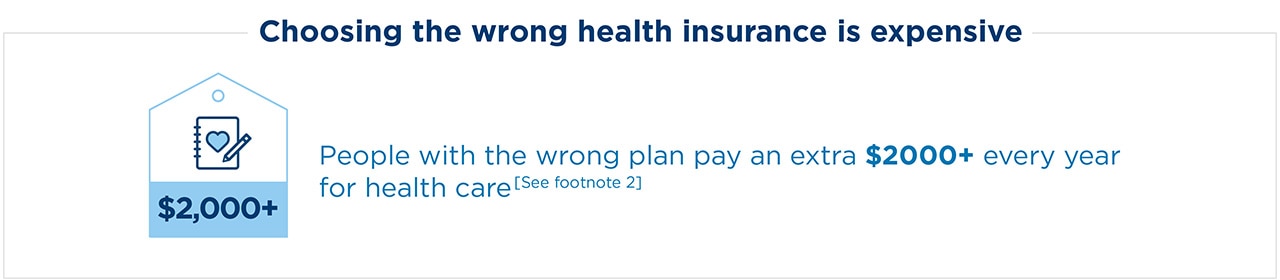 Choosing the wrong health insurance is expensive
$2,000+
People with the wrong plan pay an extra $2000+ every year
for health care[See footnote 2]